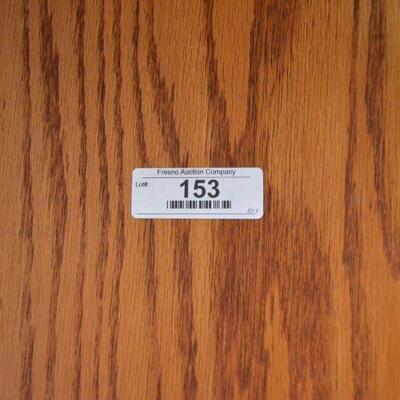 Fresno Auction Company
Lot#: 153